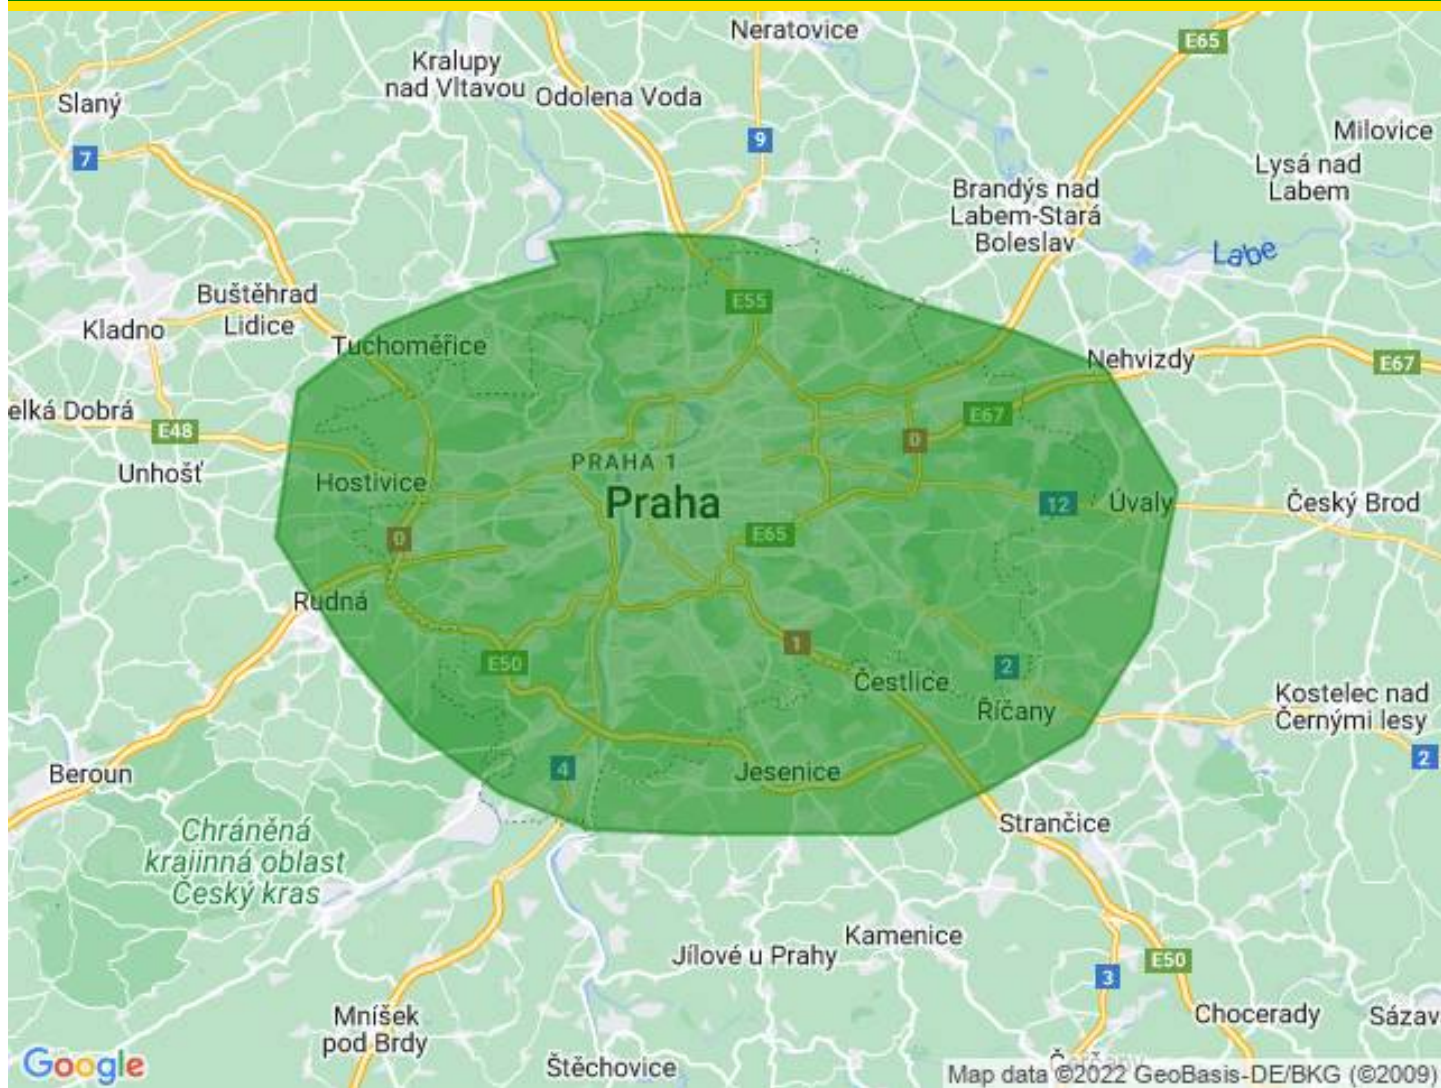 Neratovice
E65
Kralupy
nad Vltavou
Odolena Voda
Slaný
9
Milovice
7
Lysá nad
Labem
Brandýs nad
Labem-Stará
Boleslav
Labe
Buštěhrad
E55
Lidice
Kladno
Tuchoměřice
Nehvizdy
E67
elká Dobrá
E67
E48
0
PRAHA 1
Unhošť
Hostivice
Praha
12
Úvaly
Český Brod
E65
0
Rudná
1
E50
2
Čestlice
Říčany
Kostelec nad
Černými lesy
2
Beroun
4
Jesenice
Strančice
Chráněná
krajinná oblast
Český kras
Kamenice
Jílové u Prahy
E50
3
Mníšek
pod Brdy
Chocerady
Sázav
Štěchovice
Google
Map data ©2022 GeoBasis-DE/BKG (©2009)